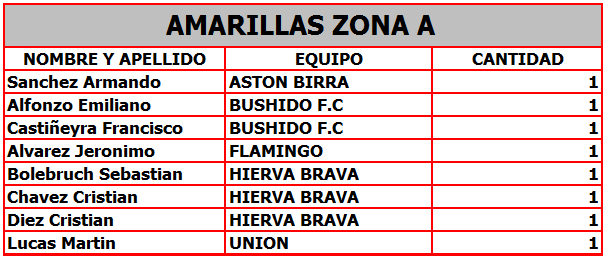 AMARILLAS ZONA A
NOMBRE Y APELLIDO EQUIPO CANTIDAD
Sanchez Armando ASTON BIRRA 1
Alfonzo Emiliano BUSHIDO F.C 1
Castiñeyra Francisco BUSHIDO F.C 1
Alvarez Jeronimo FLAMINGO 1
Bolebruch Sebastian HIERVA BRAVA 1
Chavez Cristian HIERVA BRAVA 1
Diez Cristian HIERVA BRAVA 1
Lucas Martin UNION 1